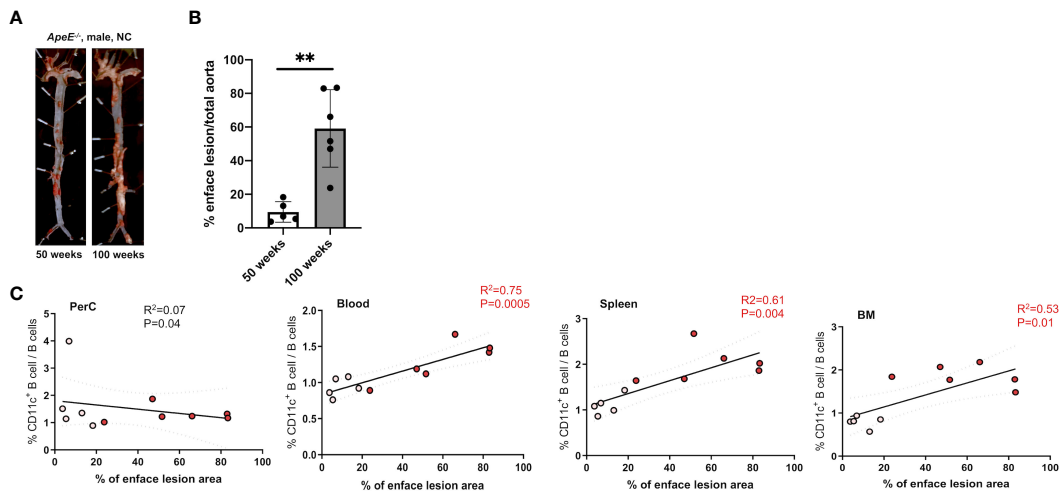 A
ApeE-/-, male, NC
50 weeks
100 weeks
B
% enface lesion/total aorta
100
80
60
40
20
0
**
50 weeks
100 weeks
C
PerC
R²=0.07
P=0.04
% CD11c+ B cell / B cells
5
4
3
2
1
0
0 20 40 60 80 100
% of enface lesion area
Blood
R²=0.75
P=0.0005
% CD11c+ B cell / B cells
2.0
1.5
1.0
0.5
0.0
0 20 40 60 80 100
% of enface lesion area
Spleen
R2=0.61
P=0.004
% CD11c+ B cell / B cells
3
2
1
0
0 20 40 60 80 100
% of enface lesion area
BM
R²=0.53
P=0.01
% CD11c+ B cell / B cells
3
2
1
0
0 20 40 60 80 100
% of enface lesion area